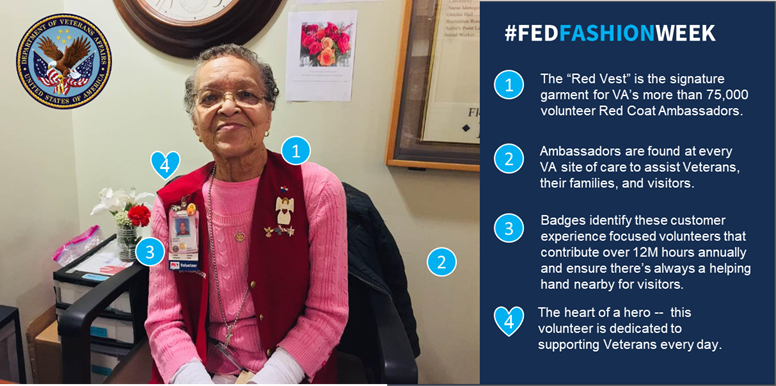 DEPARTMENT OF VETERANS AFFAIRS
UNITED STATES OF AMERICA
4
1
3
2
Volunteer
#FEDFASHIONWEEK
1
The “Red Vest” is the signature
garment for VA's more than 75,000
volunteer Red Coat Ambassadors.
2
Ambassadors are found at every
VA site of care to assist Veterans,
their families, and visitors.
3
Badges identify these customer
experience focused volunteers that
contribute over 12M hours annually
and ensure there's always a helping
hand nearby for visitors.
4
The heart of a hero -- this
volunteer is dedicated to
supporting Veterans every day.